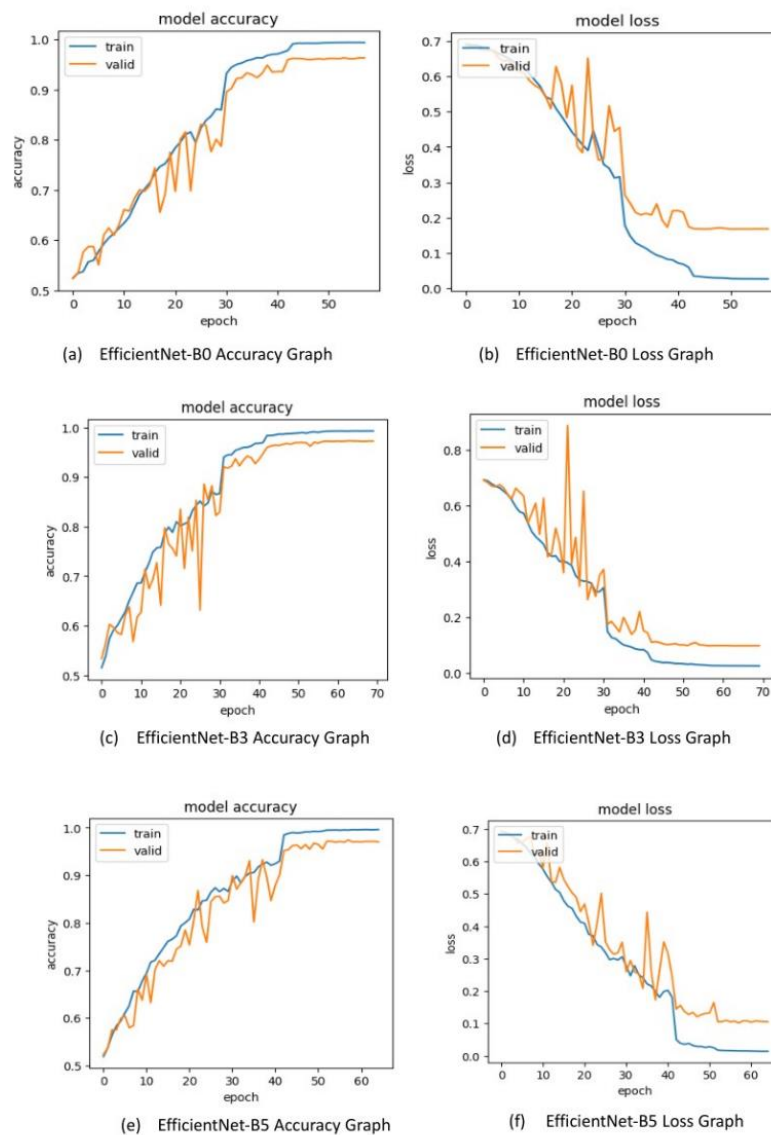 model accuracy
train
valid
1.0
0.9
0.8
0.7
0.6
0.5
accuracy
0 10 20 30 40 50
epoch
(a) EfficientNet-B0 Accuracy Graph
model loss
train
valid
0.7
0.6
0.5
0.4
0.3
0.2
0.1
0.0
loss
0 10 20 30 40 50
epoch
(b) EfficientNet-B0 Loss Graph
model accuracy
train
valid
1.0
0.9
0.8
0.7
0.6
0.5
accuracy
0 10 20 30 40 50 60 70
epoch
(c) EfficientNet-B3 Accuracy Graph
model loss
train
valid
0.8
0.6
0.4
0.2
0.0
loss
0 10 20 30 40 50 60 70
epoch
(d) EfficientNet-B3 Loss Graph
model accuracy
train
valid
1.0
0.9
0.8
0.7
0.6
0.5
accuracy
0 10 20 30 40 50 60
epoch
(e) EfficientNet-B5 Accuracy Graph
model loss
train
valid
0.7
0.6
0.5
0.4
0.3
0.2
0.1
0.0
loss
0 10 20 30 40 50 60
epoch
(f) EfficientNet-B5 Loss Graph